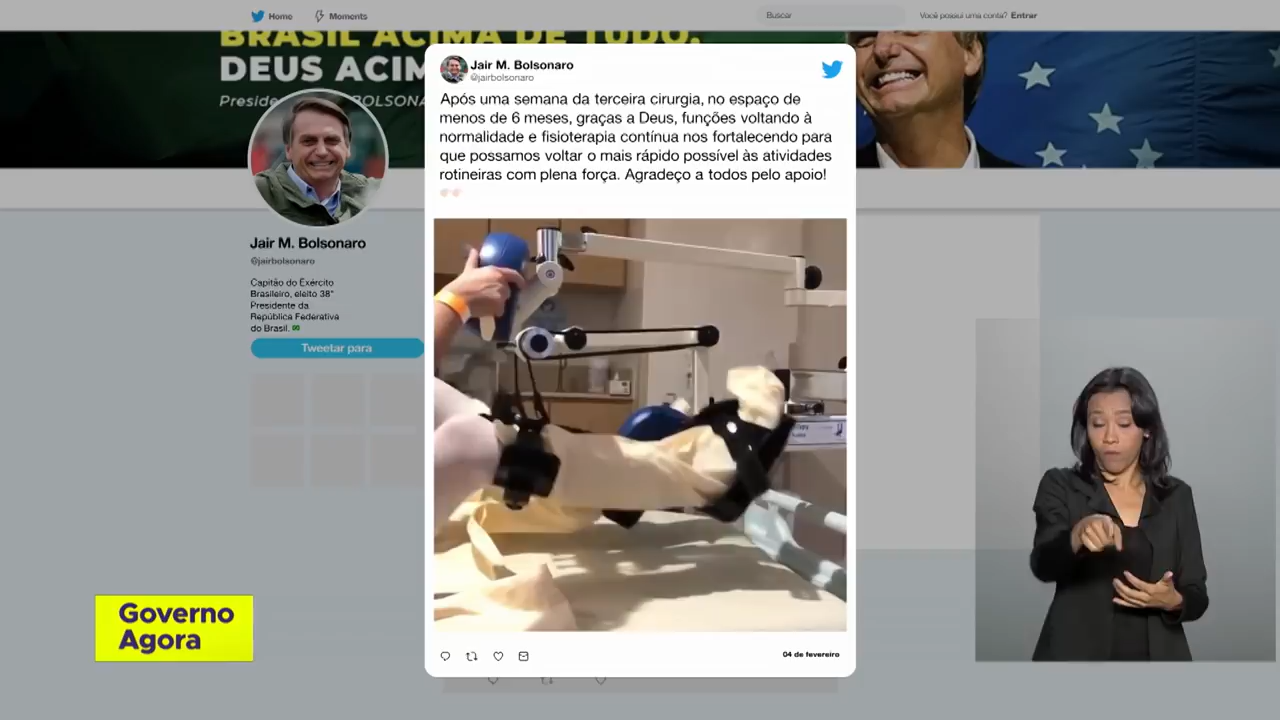 Home
Moments
Buscar
Você possui uma conta? Entrar
BRASIL ACIMA DE TUDO,
DEUS ACIM
Preside
BOLSONA
Jair M. Bolsonaro
@jairbolsonaro
Após uma semana da terceira cirurgia, no espaço de
menos de 6 meses, graças a Deus, funções voltando à
normalidade e fisioterapia contínua nos fortalecendo para
que possamos voltar o mais rápido possível às atividades
rotineiras com plena força. Agradeço a todos pelo apoio!
Jair M. Bolsonaro
@jairbolsonaro
Capitão do Exército
Brasileiro, eleito 38°
Presidente da
República Federativa
do Brasil.
Tweetar para
04 de fevereiro
Governo
Agora